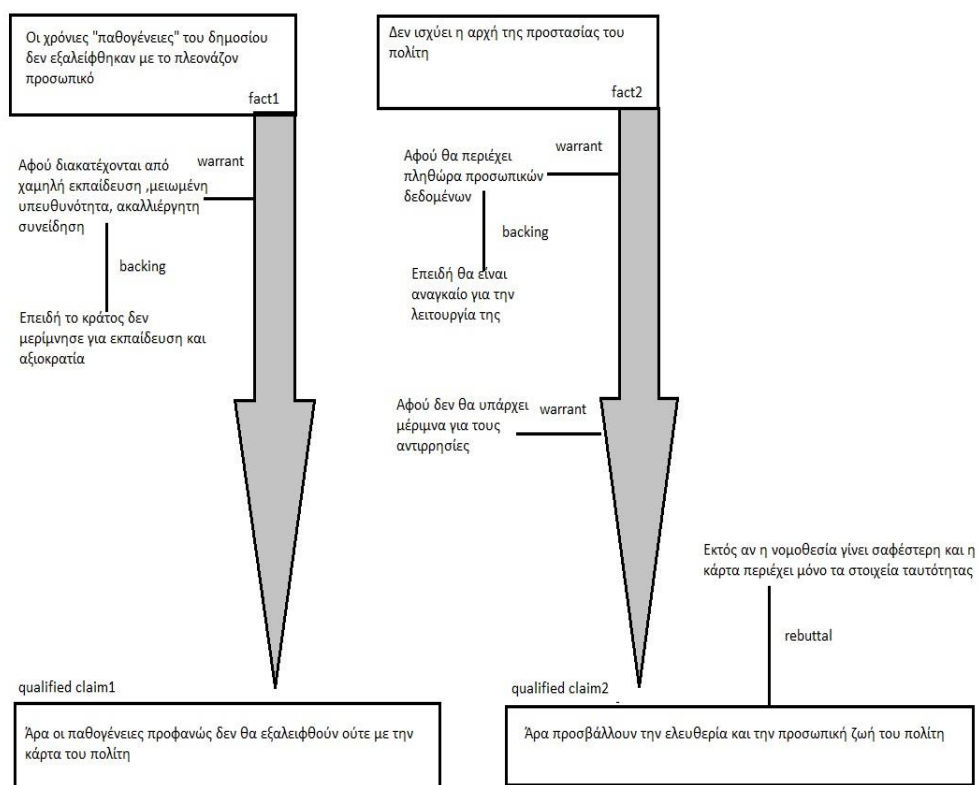 Οι χρόνιες "παθογένειες" του δημοσίου
δεν εξαλείφθηκαν με το πλεονάζον
προσωπικό
fact1
warrant
Αφού διακατέχονται από
χαμηλή εκπαίδευση ,μειωμένη
υπευθυνότητα, ακαλλιέργητη
συνείδηση
backing
Επειδή το κράτος δεν
μερίμνησε για εκπαίδευση και
αξιοκρατία
qualified claim1
Άρα οι παθογένειες προφανώς δεν θα εξαλειφθούν ούτε με την
κάρτα του πολίτη
Δεν ισχύει η αρχή της προστασίας του
πολίτη
fact2
warrant
Αφού θα περιέχει
πληθώρα προσωπικών
δεδομένων
backing
Επειδή θα είναι
αναγκαίο για την
λειτουργία της
Αφού δεν θα υπάρχει
μέριμνα για τους
αντιρρησίες
warrant
Εκτός αν η νομοθεσία γίνει σαφέστερη και η
κάρτα περιέχει μόνο τα στοιχεία ταυτότητας
rebuttal
qualified claim2
Άρα προσβάλλουν την ελευθερία και την προσωπική ζωή του πολίτη